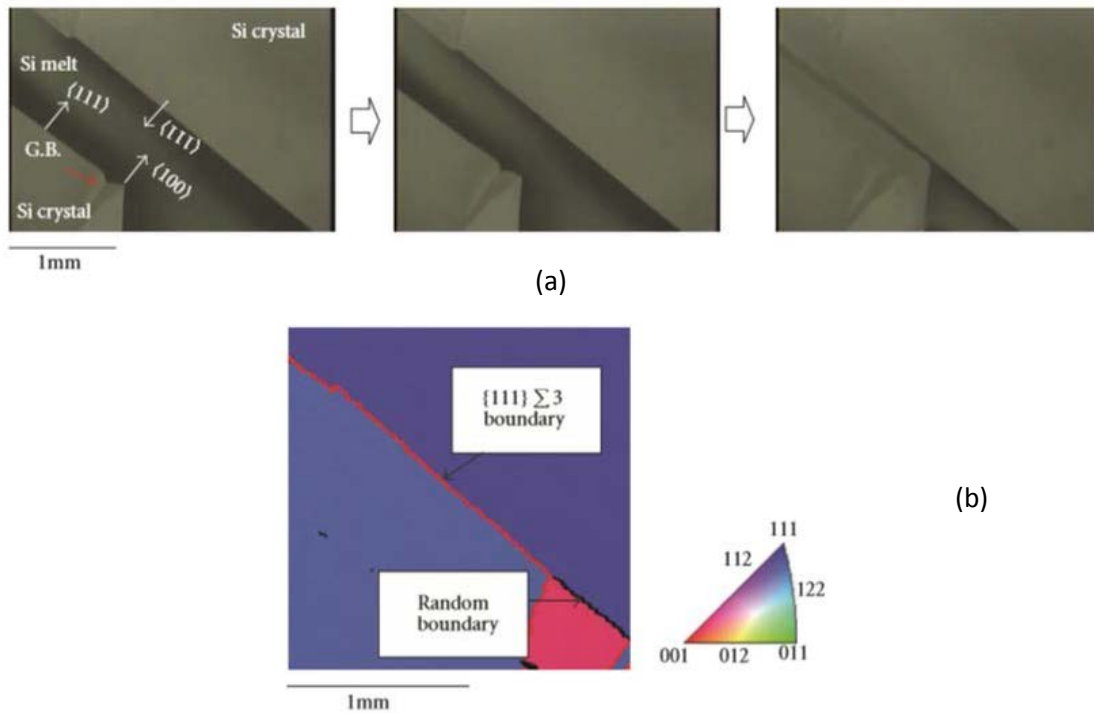 Si crystal
Si melt
⟨111⟩
⟨111⟩
G.B.
⟨100⟩
Si crystal
1mm
(a)
{111} ∑ 3
boundary
(b)
111
112
122
Random
boundary
001
012
011
1mm